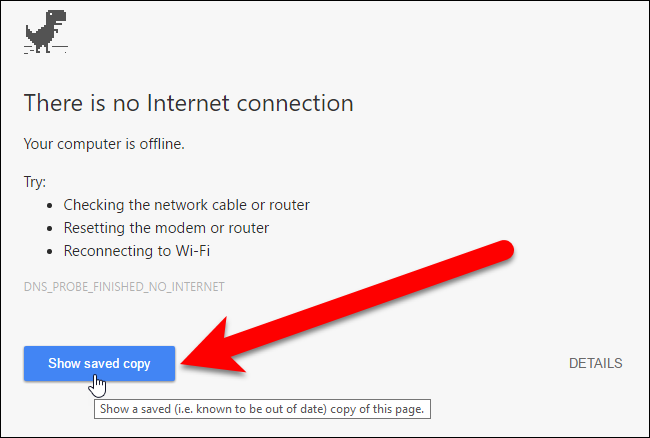 There is no Internet connection
Your computer is offline.
Try:
• Checking the network cable or router
• Resetting the modem or router
• Reconnecting to Wi-Fi
DNS_PROBE_FINISHED_NO_INTERNET
Show saved copy
DETAILS
Show a saved (i.e. known to be out of date) copy of this page.